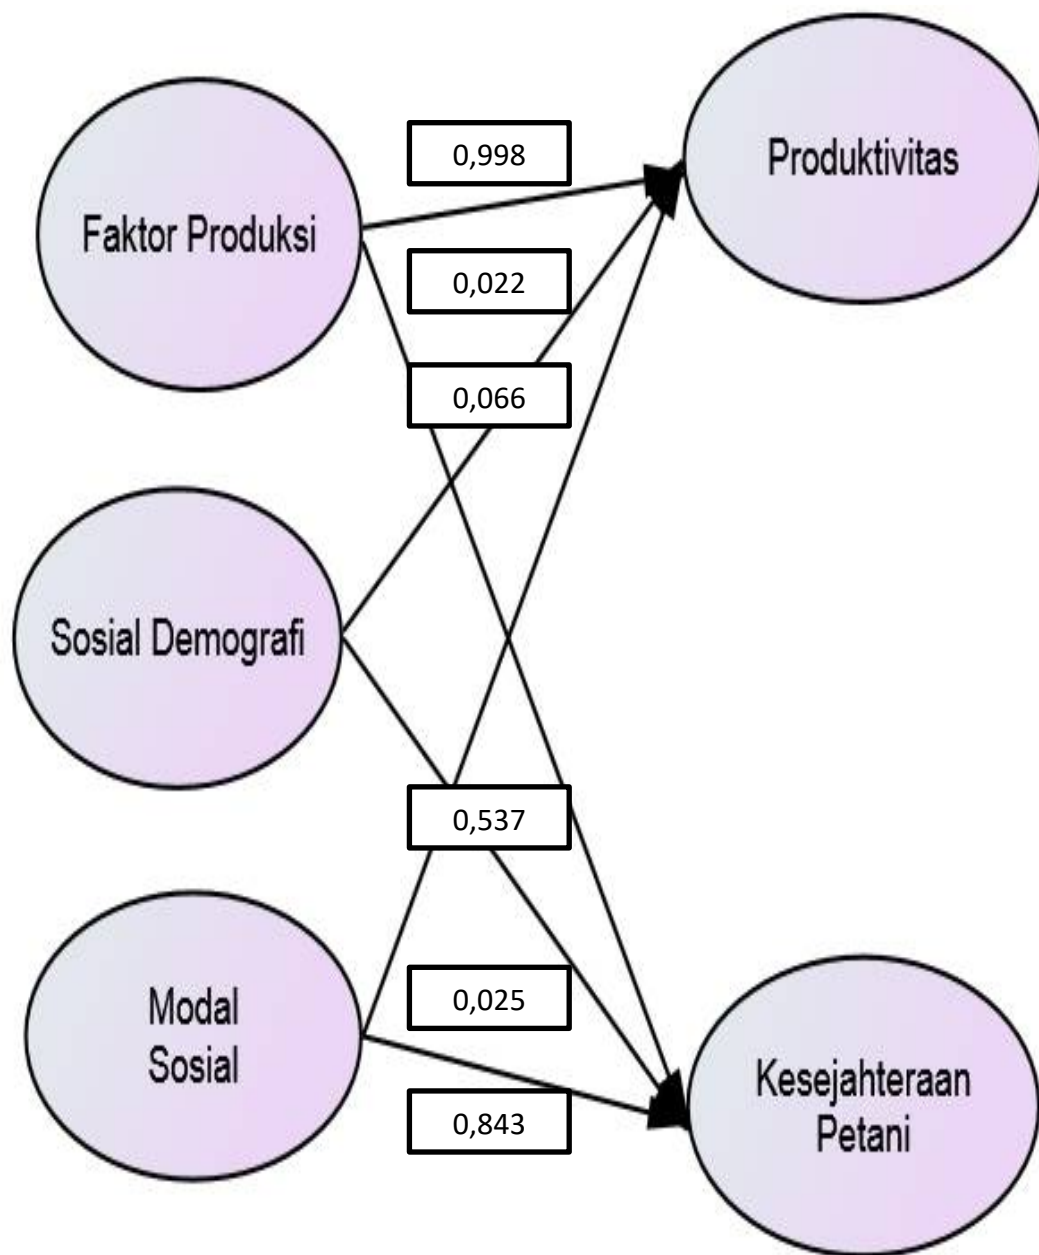 0,998
Produktivitas
Faktor Produksi
0,022
0,066
Sosial Demografi
0,537
Modal
Sosial
0,025
0,843
Kesejahteraan
Petani